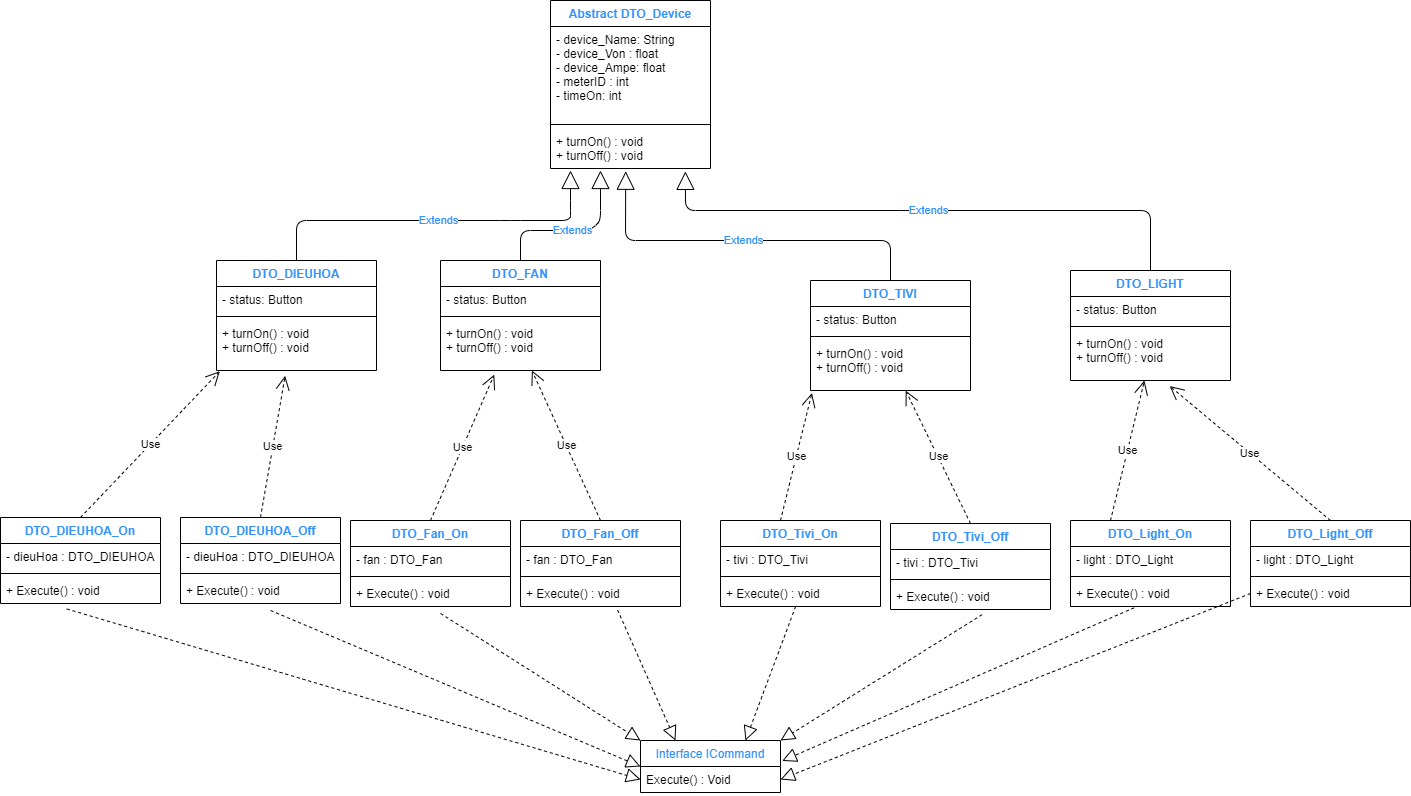 Abstract DTO_Device
- device_Name: String
- device_Von : float
- device_Ampe: float
- meterID : int
- timeOn: int
+ turnOn() : void
+ turnOff() : void
Extends
Extends
Extends
Extends
DTO_DIEUHOA
- status: Button
+ turnOn() : void
+ turnOff() : void
DTO_FAN
- status: Button
+ turnOn() : void
+ turnOff() : void
DTO_TIVI
- status: Button
+ turnOn() : void
+ turnOff() : void
DTO_LIGHT
- status: Button
+ turnOn() : void
+ turnOff() : void
Use
Use
Use
Use
Use
Use
Use
Use
DTO_DIEUHOA_On
- dieuHoa : DTO_DIEUHOA
+ Execute() : void
DTO_DIEUHOA_Off
- dieuHoa : DTO_DIEUHOA
+ Execute() : void
DTO_Fan_On
- fan : DTO_Fan
+ Execute() : void
DTO_Fan_Off
- fan : DTO_Fan
+ Execute() : void
DTO_Tivi_On
- tivi : DTO_Tivi
+ Execute() : void
DTO_Tivi_Off
- tivi : DTO_Tivi
+ Execute() : void
DTO_Light_On
- light : DTO_Light
+ Execute() : void
DTO_Light_Off
- light : DTO_Light
+ Execute() : void
Interface ICommand
Execute() : Void